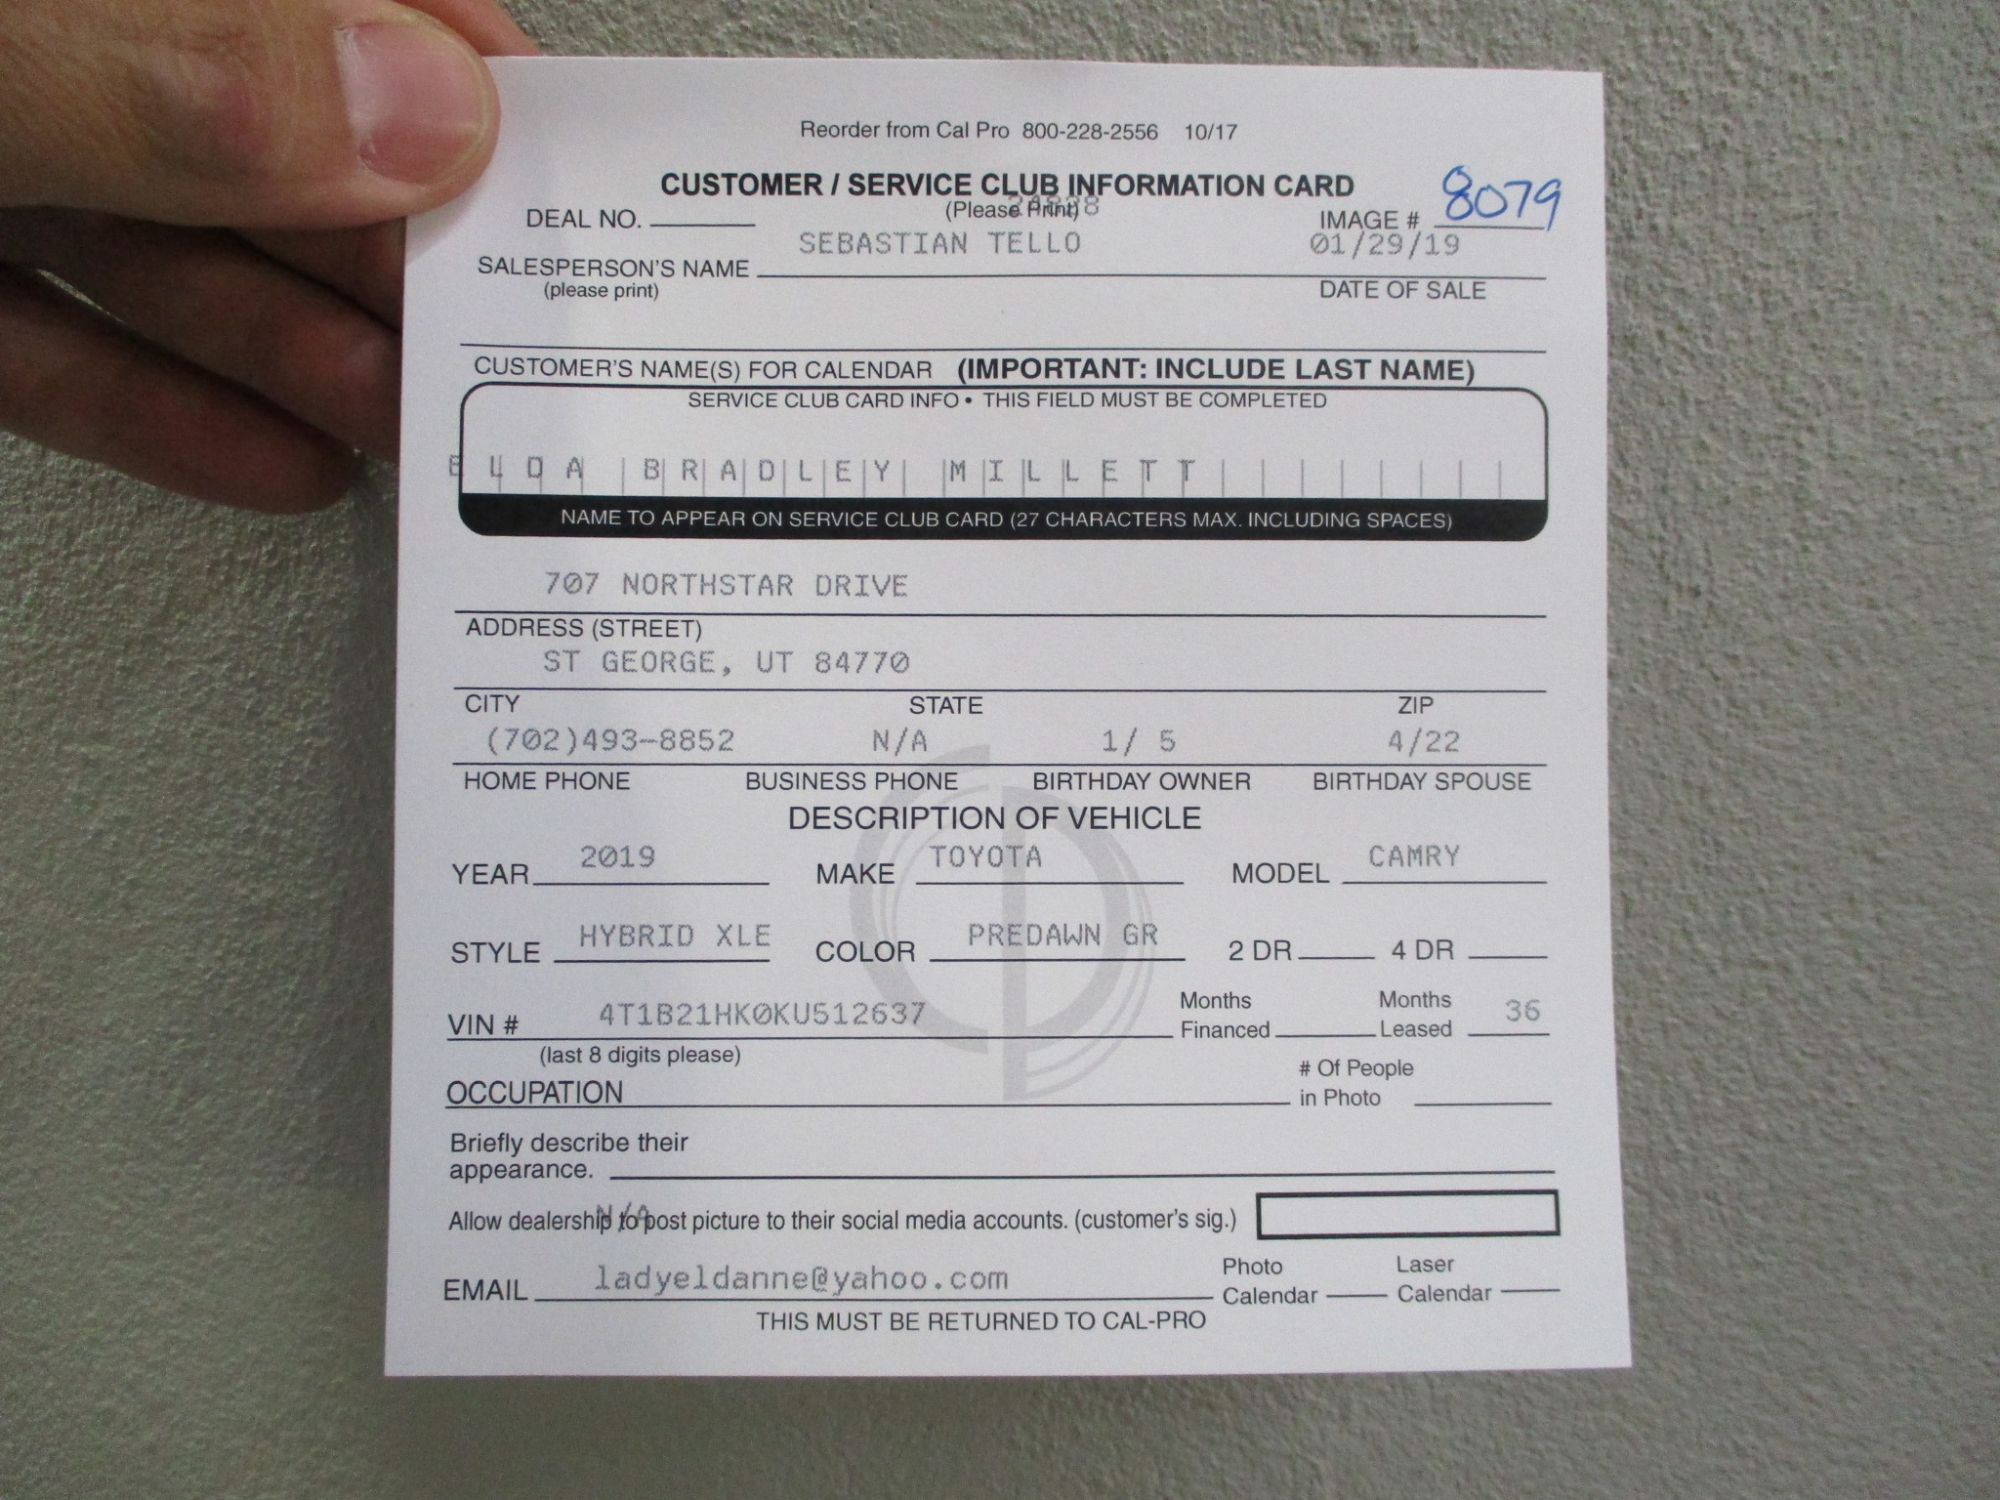 Reorder from Cal Pro 800-228-2556 10/17
CUSTOMER / SERVICE CLUB INFORMATION CARD
(Please Print)
DEAL NO. IMAGE # 8079
SEBASTIAN TELLO 01/29/19
SALESPERSON'S NAME
(please print) DATE OF SALE
CUSTOMER'S NAME(S) FOR CALENDAR (IMPORTANT: INCLUDE LAST NAME)
SERVICE CLUB CARD INFO • THIS FIELD MUST BE COMPLETED
ELDA BRADLEY MILLETT
NAME TO APPEAR ON SERVICE CLUB CARD (27 CHARACTERS MAX. INCLUDING SPACES)
707 NORTHSTAR DRIVE
ADDRESS (STREET)
ST GEORGE, UT 84770
CITY STATE ZIP
(702)493-8852 N/A 1/ 5 4/22
HOME PHONE BUSINESS PHONE BIRTHDAY OWNER BIRTHDAY SPOUSE
DESCRIPTION OF VEHICLE
YEAR 2019 MAKE TOYOTA MODEL CAMRY
STYLE HYBRID XLE COLOR PREDAWN GR 2 DR 4 DR
VIN # 4T1B21HK0KU512637 Months Financed Months Leased 36
(last 8 digits please)
OCCUPATION # Of People in Photo
Briefly describe their
appearance.
N/A
Allow dealership to post picture to their social media accounts. (customer's sig.)
EMAIL ladyeldanne@yahoo.com Photo Calendar Laser Calendar
THIS MUST BE RETURNED TO CAL-PRO